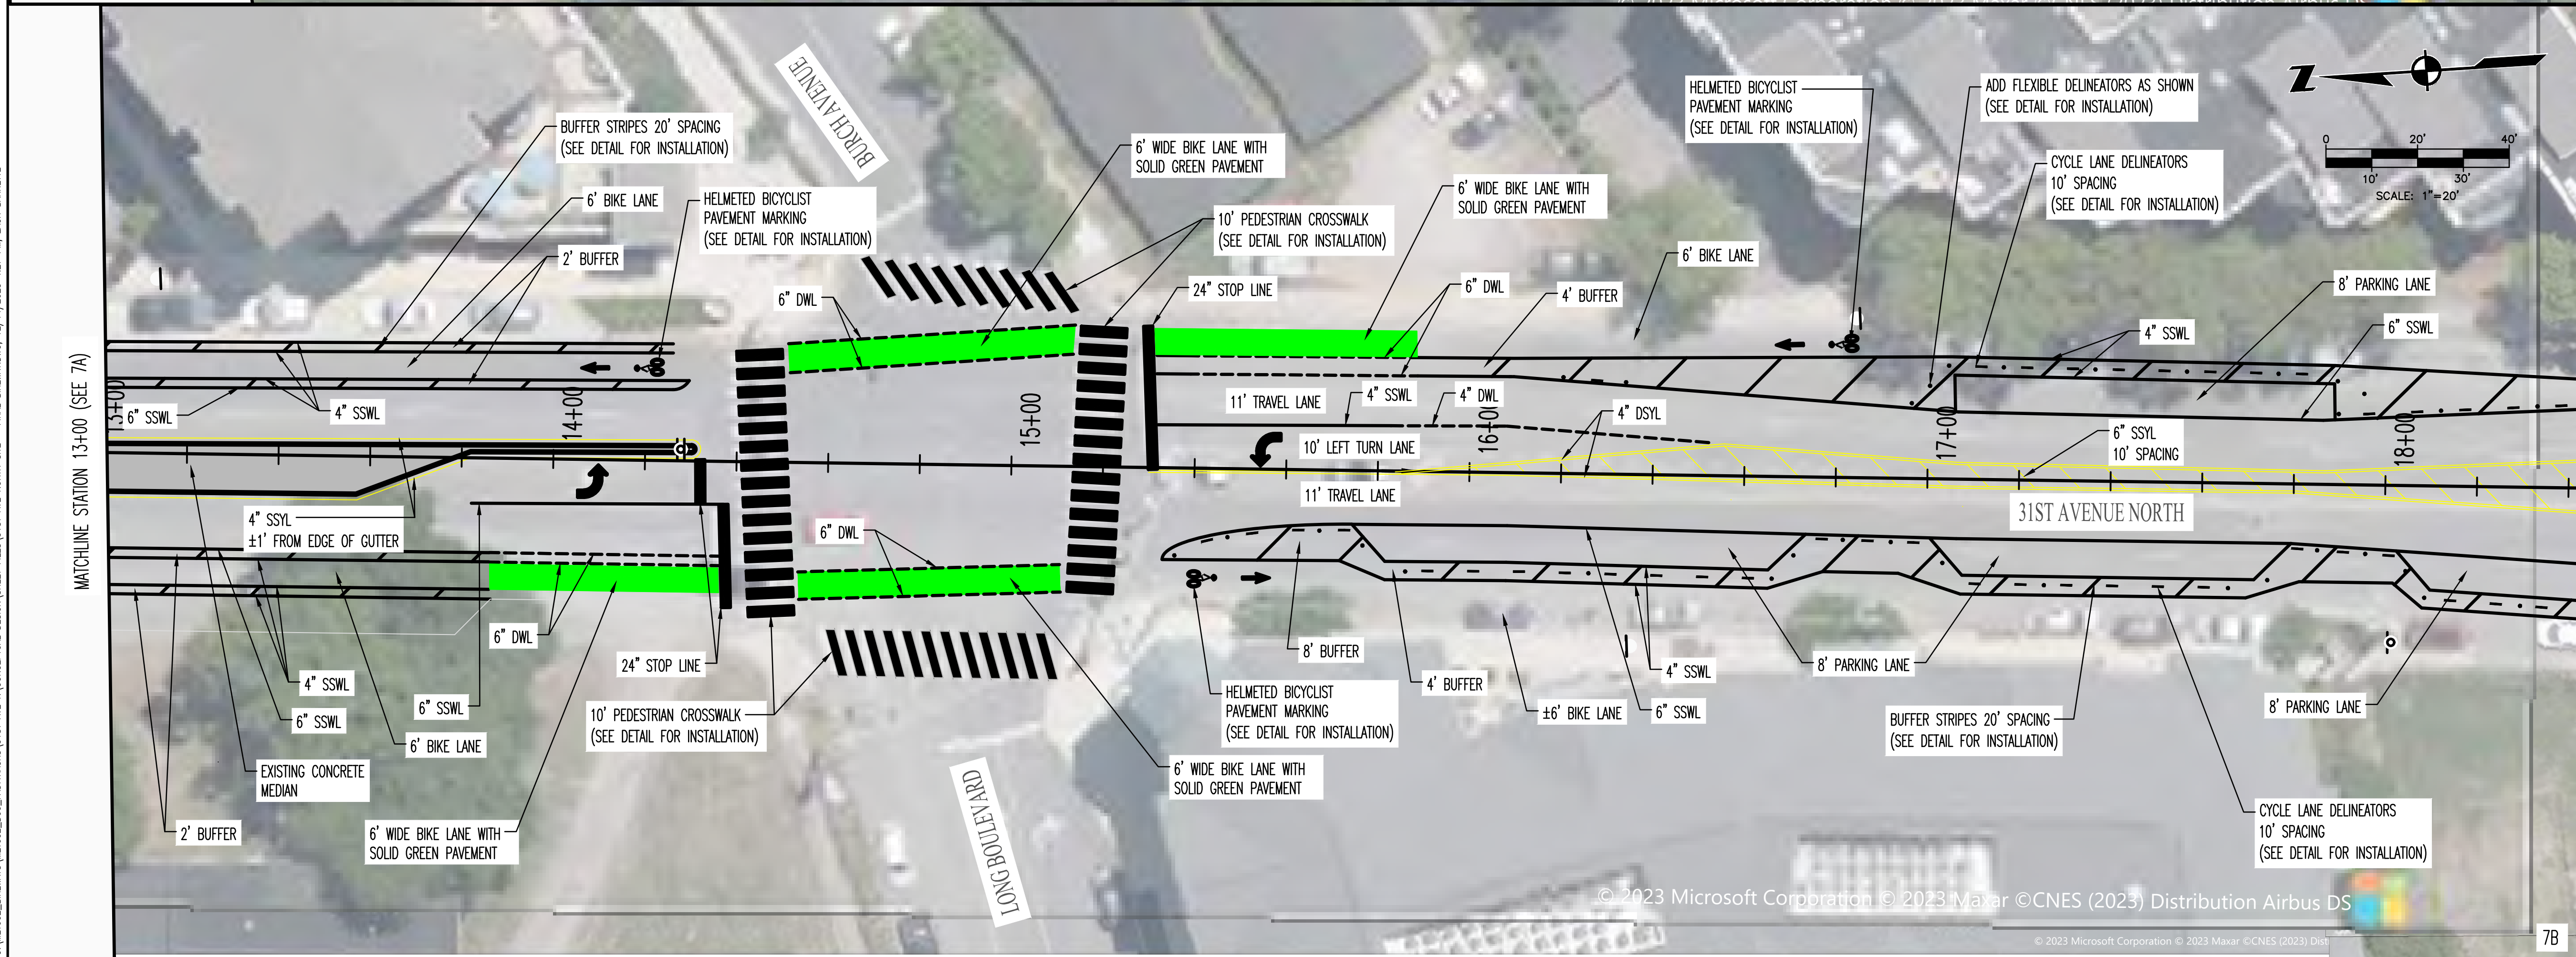 BURCH AVENUE
HELMETED BICYCLIST
PAVEMENT MARKING
(SEE DETAIL FOR INSTALLATION)
ADD FLEXIBLE DELINEATORS AS SHOWN
(SEE DETAIL FOR INSTALLATION)
Z
0 20' 40'
10' 30'
SCALE: 1"=20'
BUFFER STRIPES 20' SPACING
(SEE DETAIL FOR INSTALLATION)
6' WIDE BIKE LANE WITH
SOLID GREEN PAVEMENT
CYCLE LANE DELINEATORS
10' SPACING
(SEE DETAIL FOR INSTALLATION)
6' BIKE LANE
HELMETED BICYCLIST
PAVEMENT MARKING
(SEE DETAIL FOR INSTALLATION)
6' WIDE BIKE LANE WITH
SOLID GREEN PAVEMENT
10' PEDESTRIAN CROSSWALK
(SEE DETAIL FOR INSTALLATION)
2' BUFFER
6' BIKE LANE
6" DWL
24" STOP LINE
6" DWL
4' BUFFER
8' PARKING LANE
4" SSWL
6" SSWL
MATCHLINE STATION 13+00 (SEE 7A)
13+00
6" SSWL
4" SSWL
14+00
15+00
11' TRAVEL LANE
4" SSWL
4" DWL
16+00
4" DSYL
17+00
6" SSYL
10' SPACING
18+00
10' LEFT TURN LANE
11' TRAVEL LANE
31ST AVENUE NORTH
4" SSYL
±1' FROM EDGE OF GUTTER
6" DWL
6" DWL
24" STOP LINE
8' BUFFER
4' BUFFER
4" SSWL
8' PARKING LANE
4" SSWL
6" SSWL
6" SSWL
6' BIKE LANE
10' PEDESTRIAN CROSSWALK
(SEE DETAIL FOR INSTALLATION)
HELMETED BICYCLIST
PAVEMENT MARKING
(SEE DETAIL FOR INSTALLATION)
±6' BIKE LANE
6" SSWL
BUFFER STRIPES 20' SPACING
(SEE DETAIL FOR INSTALLATION)
8' PARKING LANE
EXISTING CONCRETE
MEDIAN
6' WIDE BIKE LANE WITH
SOLID GREEN PAVEMENT
LONG BOULEVARD
2' BUFFER
6' WIDE BIKE LANE WITH
SOLID GREEN PAVEMENT
CYCLE LANE DELINEATORS
10' SPACING
(SEE DETAIL FOR INSTALLATION)
© 2023 Microsoft Corporation © 2023 Maxar ©CNES (2023) Distribution Airbus DS
© 2023 Microsoft Corporation © 2023 Maxar ©CNES (2023) Dist
7B